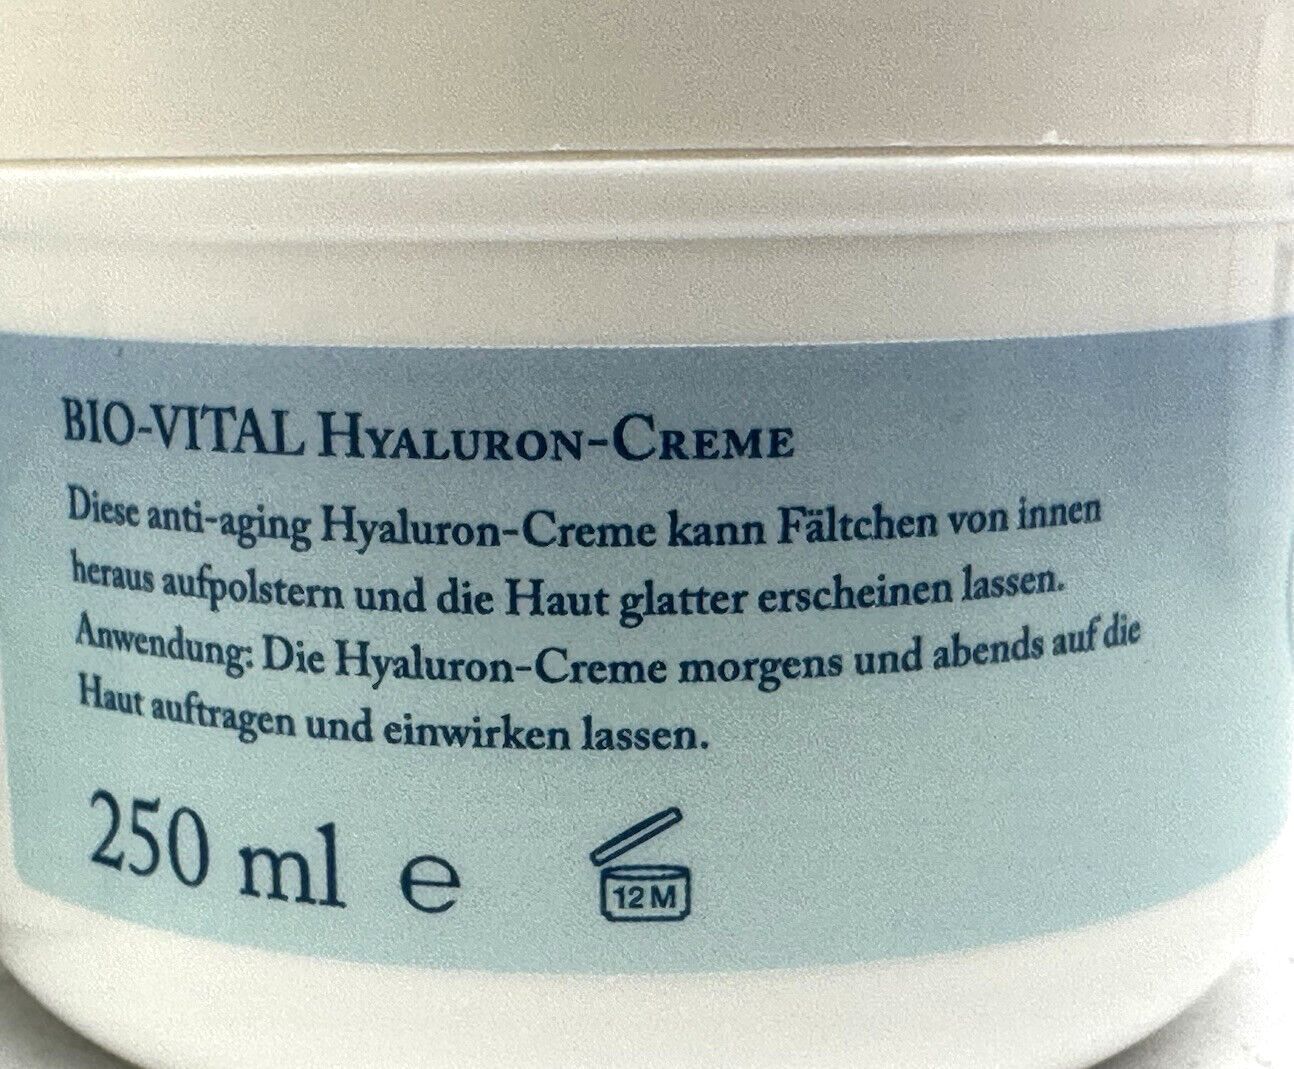 BIO-VITAL HYALURON-CREME
Diese anti-aging Hyaluron-Creme kann Fältchen von innen
heraus aufpolstern und die Haut glatter erscheinen lassen.
Anwendung: Die Hyaluron-Creme morgens und abends auf die
Haut auftragen und einwirken lassen.
250 ml e
12 M